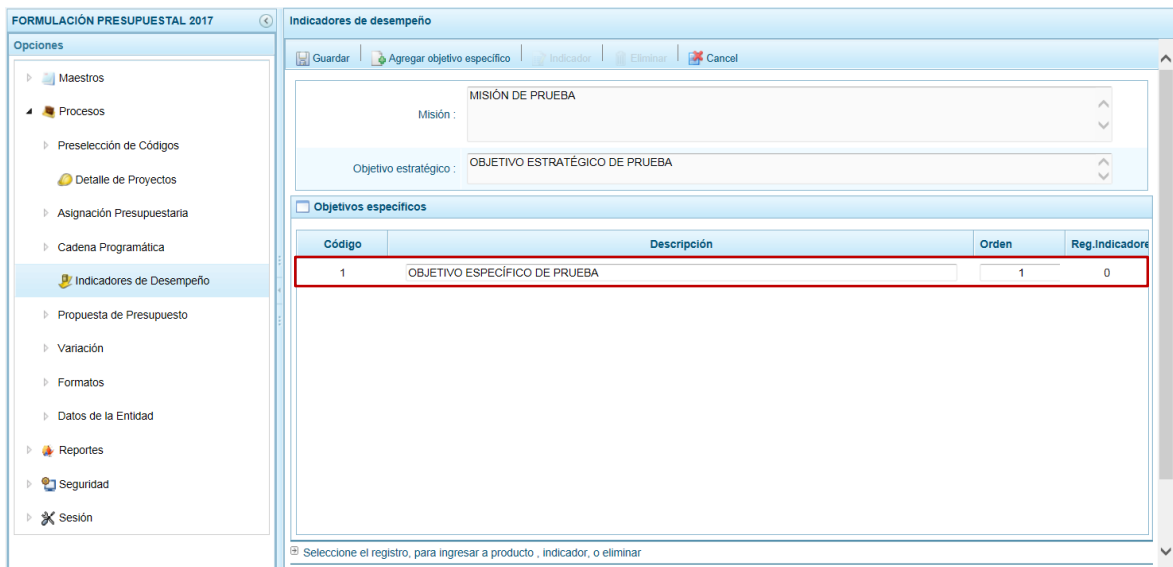 FORMULACIÓN PRESUPUESTAL 2017
Opciones
Maestros
Procesos
Preselección de Códigos
Detalle de Proyectos
Asignación Presupuestaria
Cadena Programática
Indicadores de Desempeño
Propuesta de Presupuesto
Variación
Formatos
Datos de la Entidad
Reportes
Seguridad
Sesión
Indicadores de desempeño
Guardar Agregar objetivo específico Indicador Eliminar Cancel
Misión : MISIÓN DE PRUEBA
Objetivo estratégico : OBJETIVO ESTRATÉGICO DE PRUEBA
Objetivos específicos
Código Descripción Orden Reg.Indicadore
1 OBJETIVO ESPECÍFICO DE PRUEBA 1 0
Seleccione el registro, para ingresar a producto , indicador, o eliminar